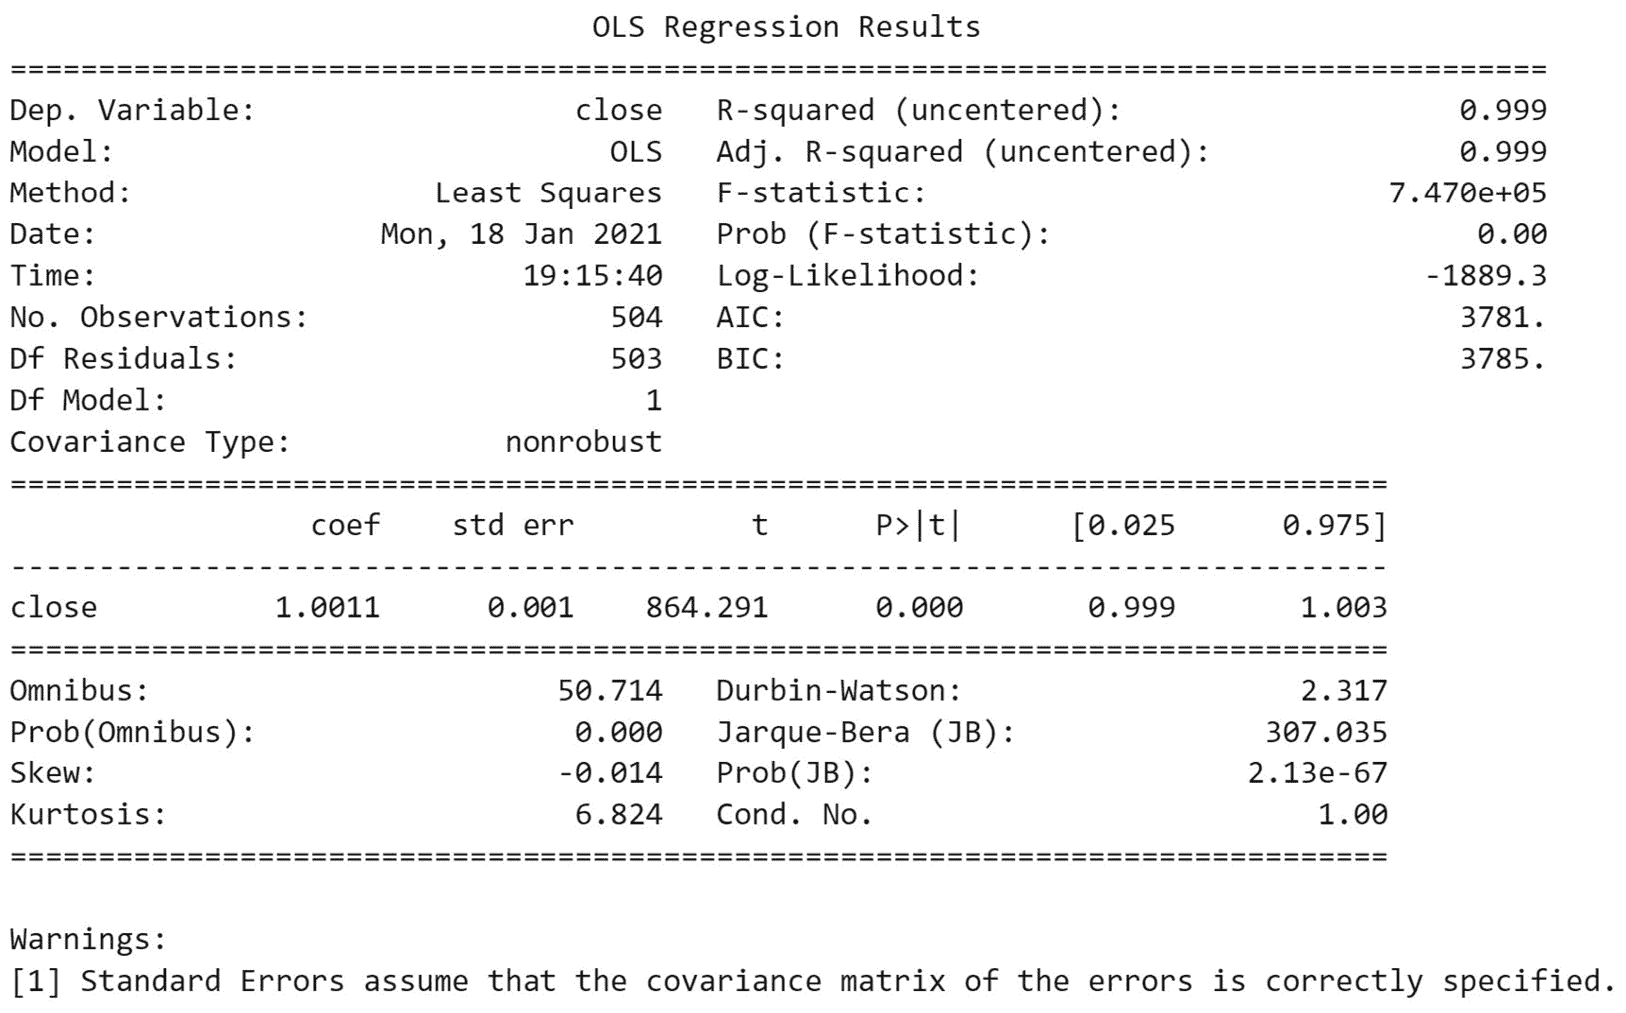 OLS Regression Results
==============================================================================
Dep. Variable: close R-squared (uncentered): 0.999
Model: OLS Adj. R-squared (uncentered): 0.999
Method: Least Squares F-statistic: 7.470e+05
Date: Mon, 18 Jan 2021 Prob (F-statistic): 0.00
Time: 19:15:40 Log-Likelihood: -1889.3
No. Observations: 504 AIC: 3781.
Df Residuals: 503 BIC: 3785.
Df Model: 1
Covariance Type: nonrobust
==============================================================================
coef std err t P>|t| [0.025 0.975]
------------------------------------------------------------------------------
close 1.0011 0.001 864.291 0.000 0.999 1.003
==============================================================================
Omnibus: 50.714 Durbin-Watson: 2.317
Prob(Omnibus): 0.000 Jarque-Bera (JB): 307.035
Skew: -0.014 Prob(JB): 2.13e-67
Kurtosis: 6.824 Cond. No. 1.00
==============================================================================
Warnings:
[1] Standard Errors assume that the covariance matrix of the errors is correctly specified.